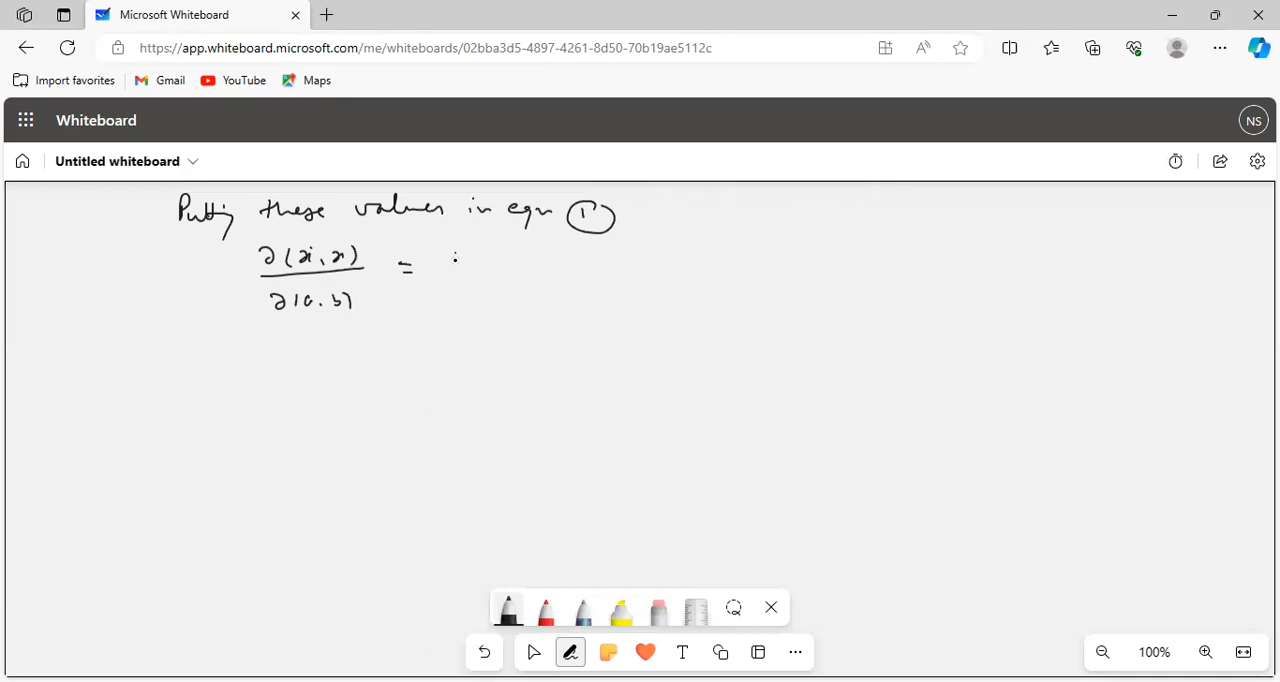 Microsoft Whiteboard
https://app.whiteboard.microsoft.com/me/whiteboards/02bba3d5-4897-4261-8d50-70b19ae5112c
Import favorites Gmail YouTube Maps
Whiteboard NS
Untitled whiteboard
Putting these values in eqn
∂(ẋ, x) =
∂(a, b)
100%